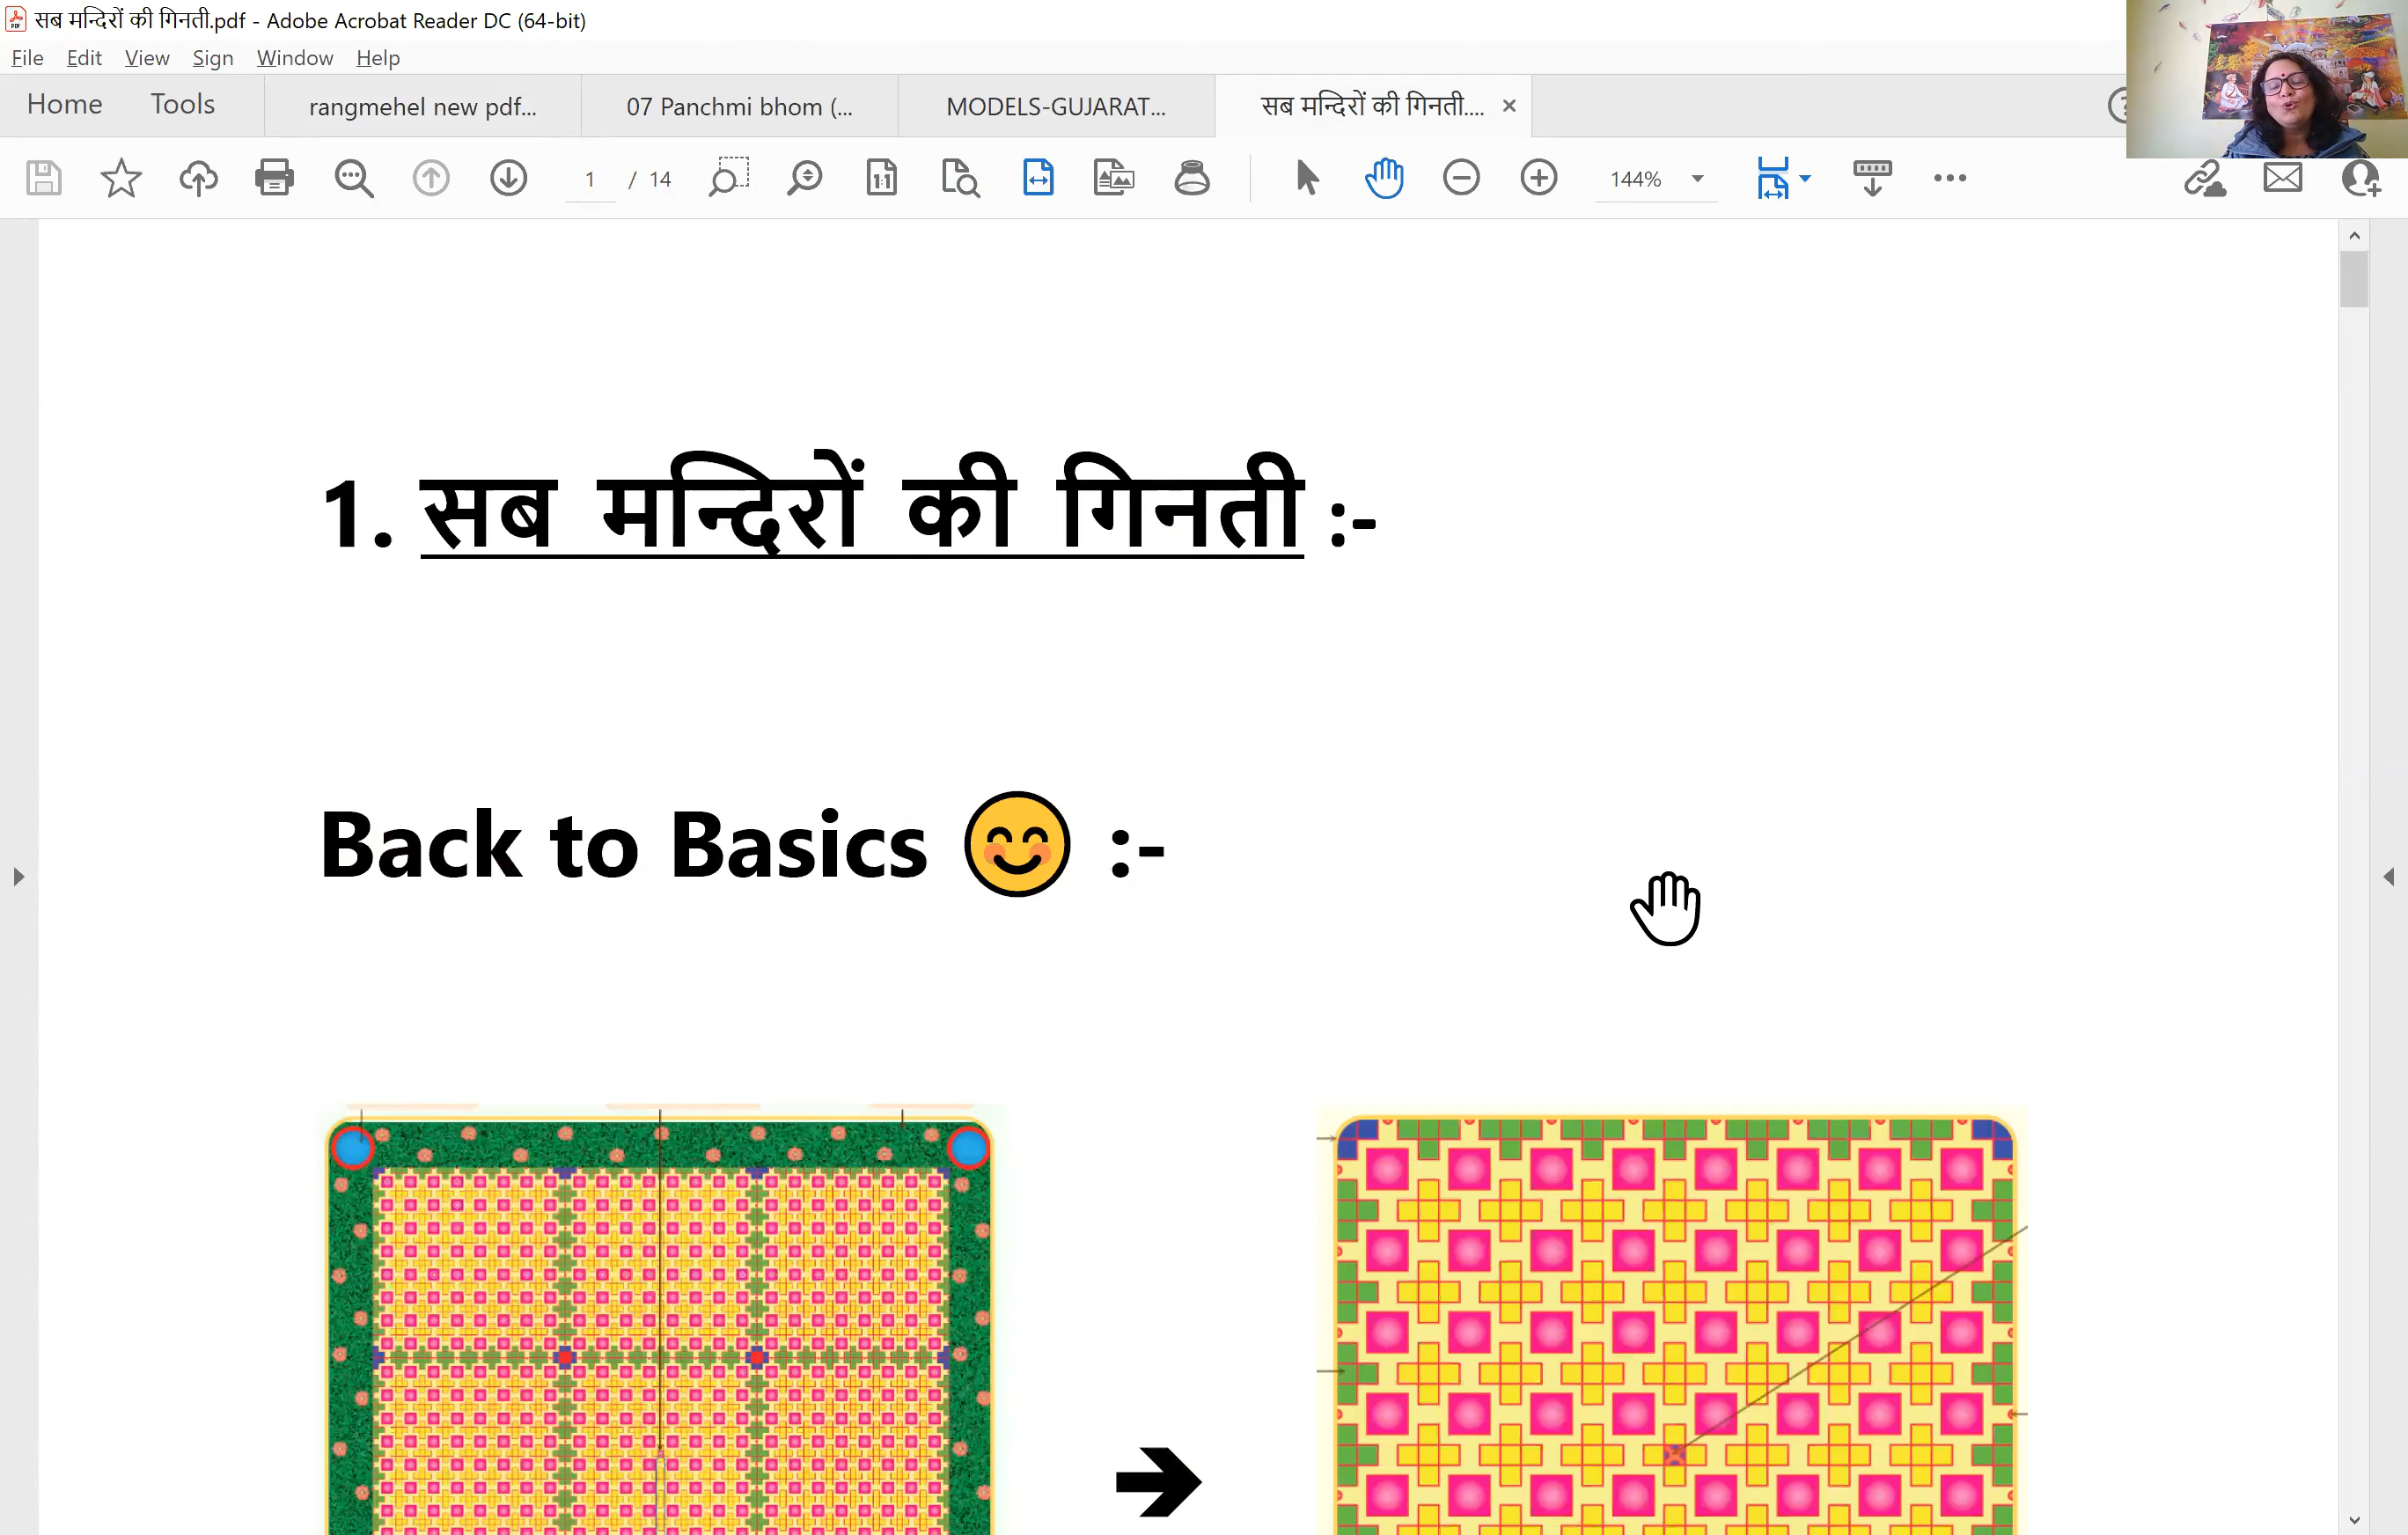 सब मन्दिरों की गिनती.pdf - Adobe Acrobat Reader DC (64-bit)
File Edit View Sign Window Help
Home Tools rangmehel new pdf... 07 Panchmi bhom (... MODELS-GUJARAT... सब मन्दिरों की गिनती....
1 / 14 1:1 144%
1. सब मन्दिरों की गिनती :-
Back to Basics 😊 :-